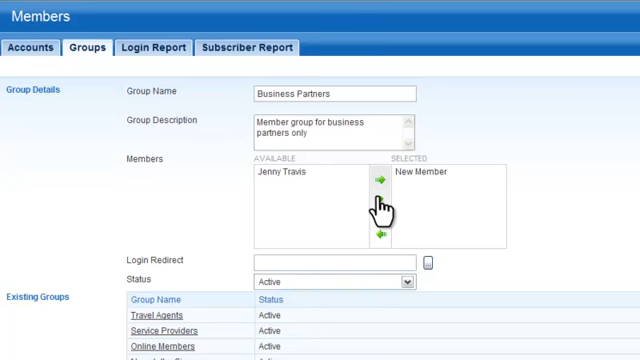 Members
Accounts Groups Login Report Subscriber Report
Group Details
Group Name Business Partners
Group Description Member group for business
partners only
Members AVAILABLE SELECTED
Jenny Travis New Member
Login Redirect
Status Active
Existing Groups Group Name Status
Travel Agents Active
Service Providers Active
Online Members Active